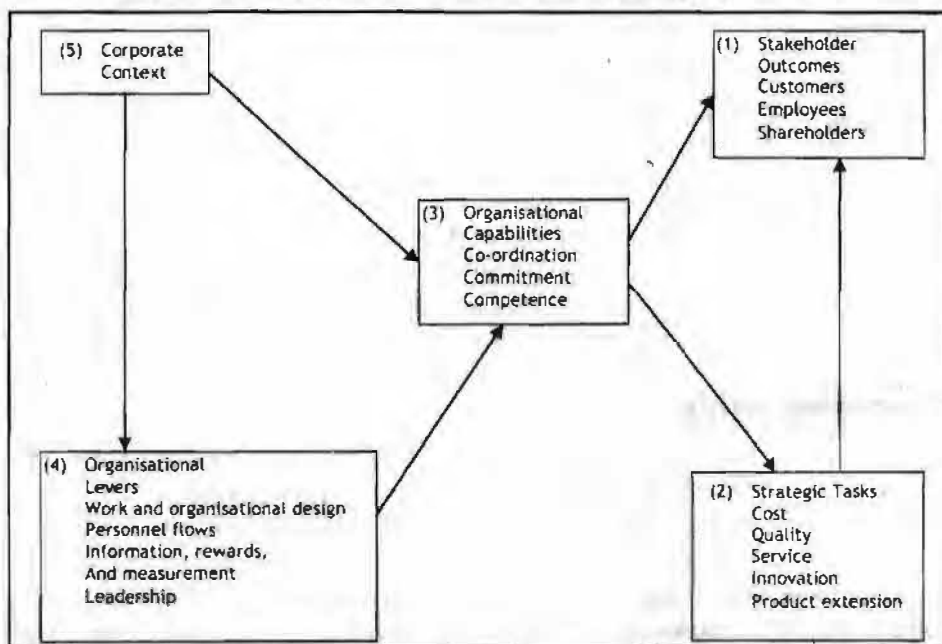 (5) Corporate
Context
(1) Stakeholder
Outcomes
Customers
Employees
Shareholders
(3) Organisational
Capabilities
Co-ordination
Commitment
Competence
(4) Organisational
Levers
Work and organisational design
Personnel flows
Information, rewards,
And measurement
Leadership
(2) Strategic Tasks
Cost
Quality
Service
Innovation
Product extension